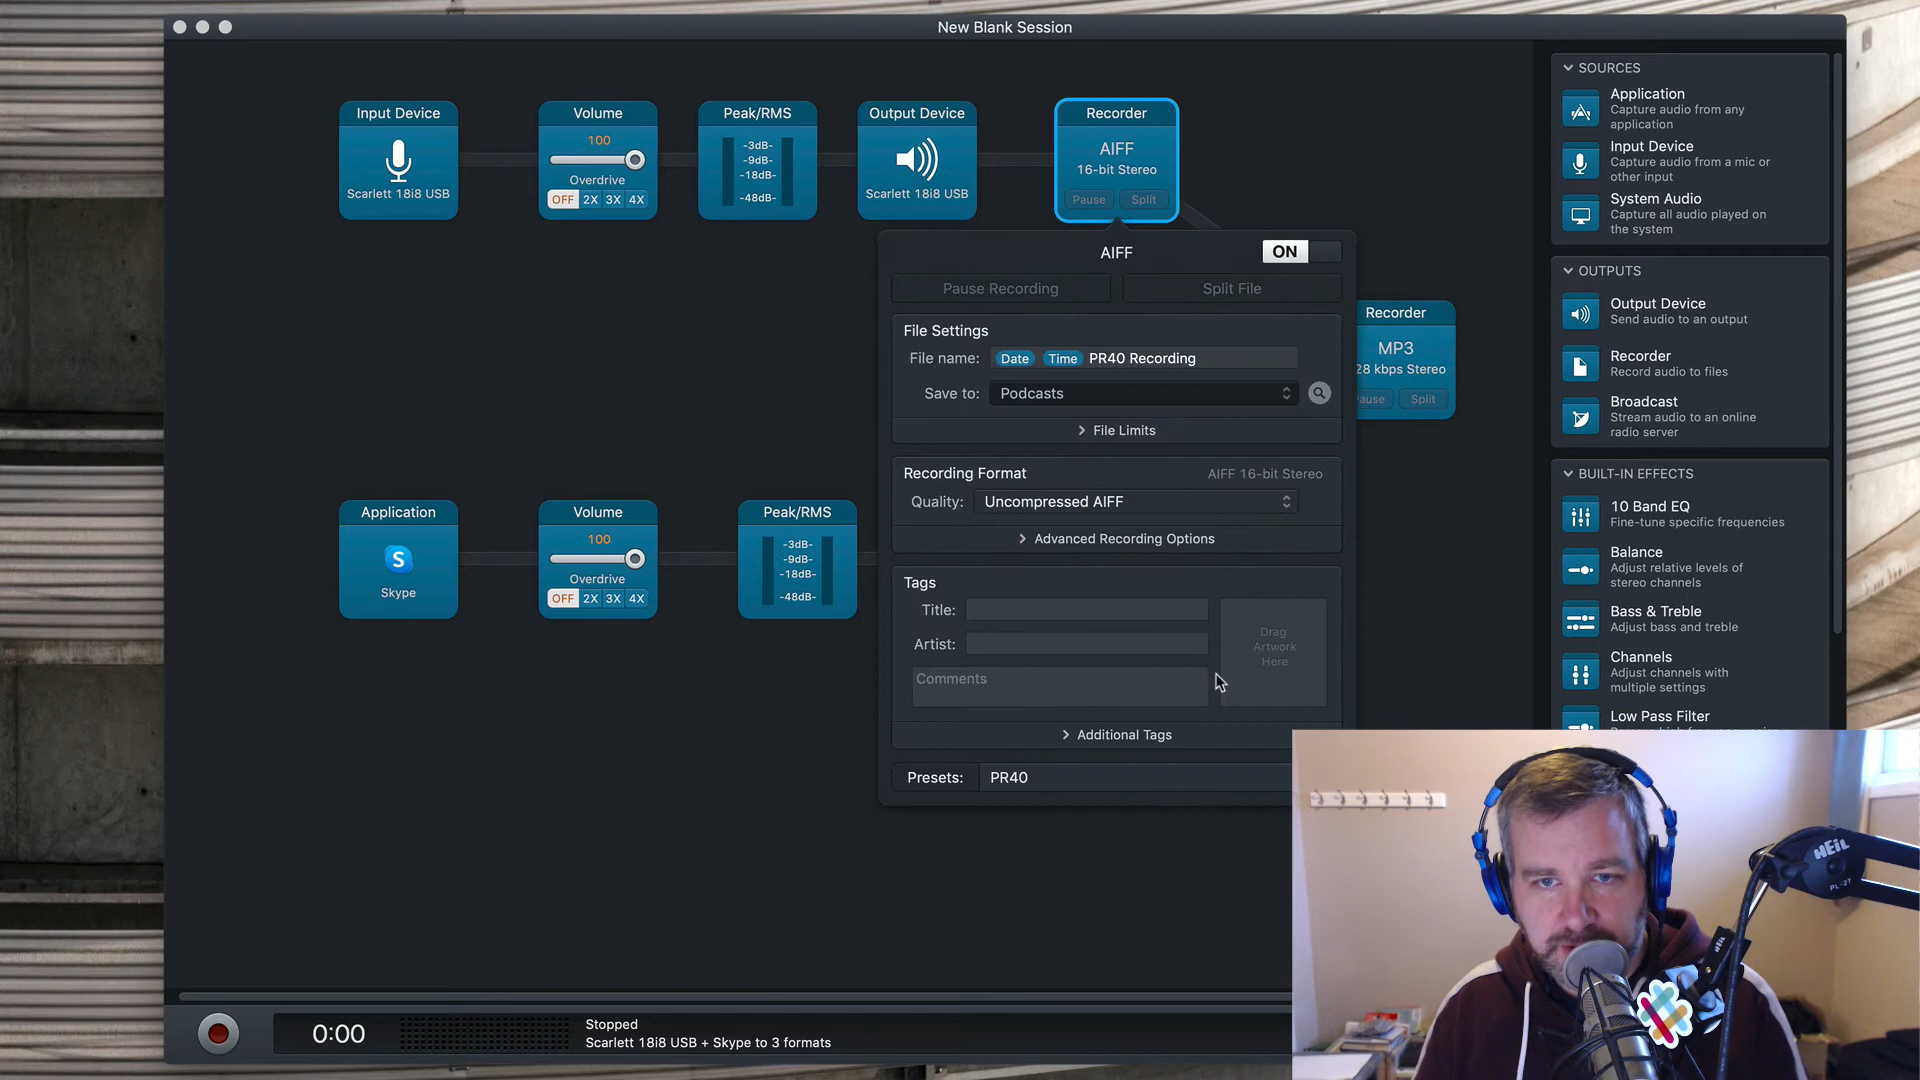 New Blank Session
Input Device
Scarlett 18i8 USB
Volume
100
Overdrive
OFF 2X 3X 4X
Peak/RMS
-3dB-
-9dB-
-18dB-
-48dB-
Output Device
Scarlett 18i8 USB
Recorder
AIFF
16-bit Stereo
Pause Split
AIFF
ON
Pause Recording Split File
File Settings
File name: Date Time PR40 Recording
Save to: Podcasts
File Limits
Recording Format AIFF 16-bit Stereo
Quality: Uncompressed AIFF
Advanced Recording Options
Tags
Title:
Artist:
Comments
Drag
Artwork
Here
Additional Tags
Presets: PR40
Recorder
MP3
28 kbps Stereo
ause Split
Application
Skype
Volume
100
Overdrive
OFF 2X 3X 4X
Peak/RMS
-3dB-
-9dB-
-18dB-
-48dB-
SOURCES
Application
Capture audio from any
application
Input Device
Capture audio from a mic or
other input
System Audio
Capture all audio played on
the system
OUTPUTS
Output Device
Send audio to an output
Recorder
Record audio to files
Broadcast
Stream audio to an online
radio server
BUILT-IN EFFECTS
10 Band EQ
Fine-tune specific frequencies
Balance
Adjust relative levels of
stereo channels
Bass & Treble
Adjust bass and treble
Channels
Adjust channels with
multiple settings
Low Pass Filter
0:00
Stopped
Scarlett 18i8 USB + Skype to 3 formats
HEIL
PL-2T
HEIL